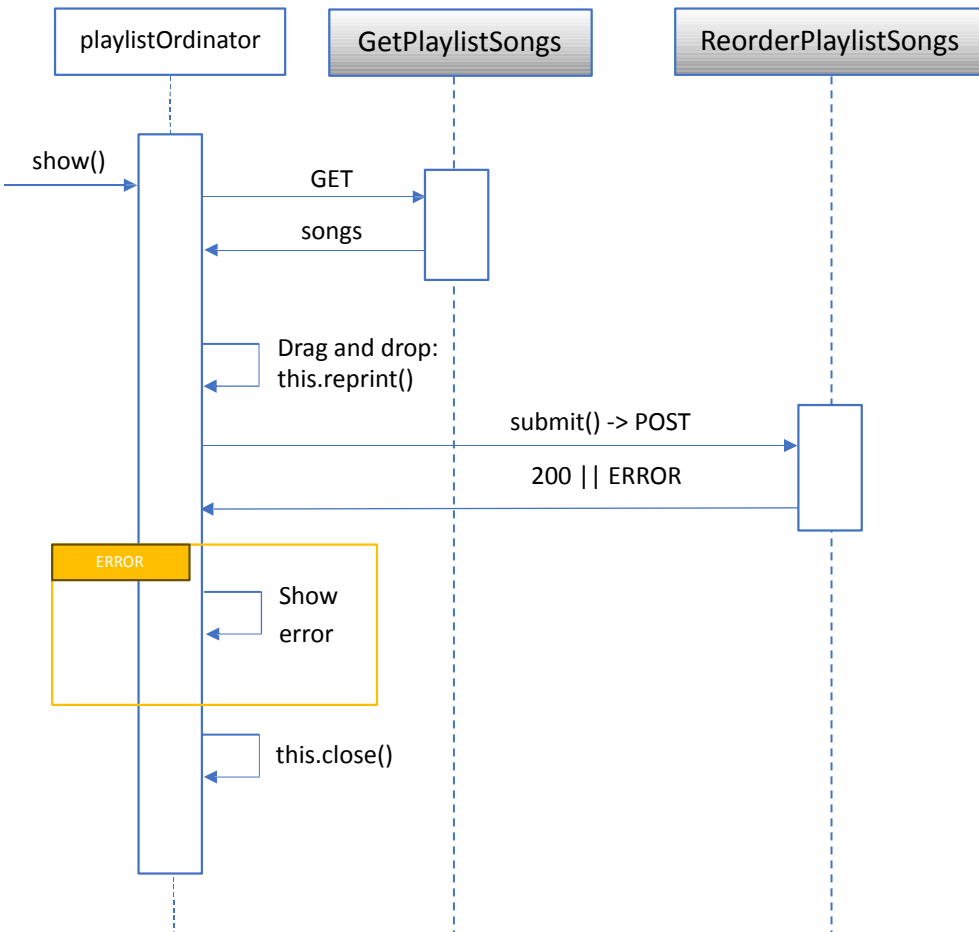 playlistOrdinator
GetPlaylistSongs
ReorderPlaylistSongs
show()
GET
songs
Drag and drop:
this.reprint()
submit() -> POST
200 || ERROR
ERROR
Show
error
this.close()